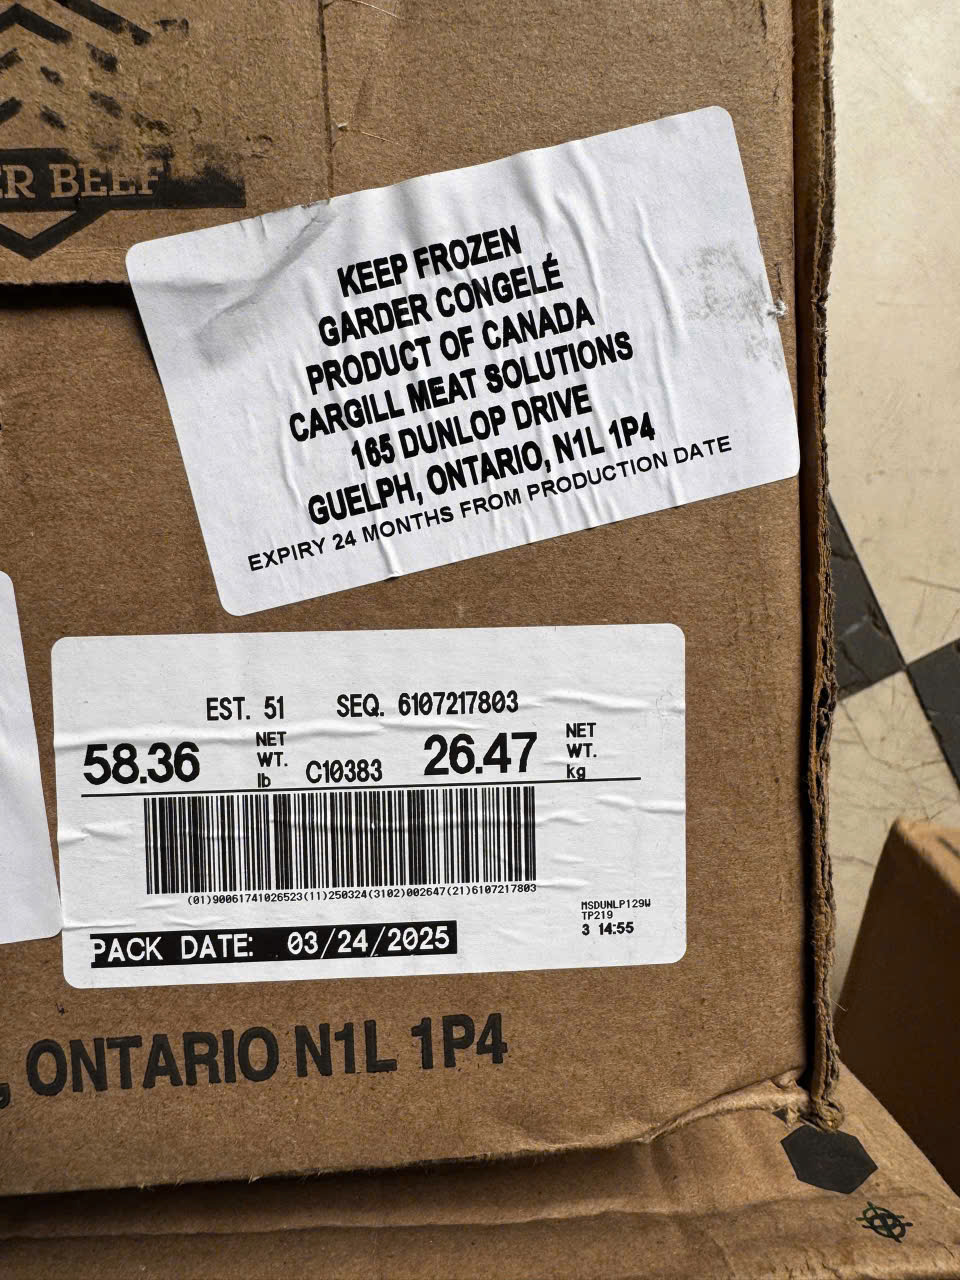 BEEF
KEEP FROZEN
GARDER CONGELÉ
PRODUCT OF CANADA
CARGILL MEAT SOLUTIONS
165 DUNLOP DRIVE
GUELPH, ONTARIO, N1L 1P4
EXPIRY 24 MONTHS FROM PRODUCTION DATE
EST. 51 SEQ. 6107217803
58.36 NET WT. lb C10383 26.47 NET WT. kg
(01)90061741026523(11)250324(3102)002647(21)6107217803
MSDUNLP129W
TP219
3 14:55
PACK DATE: 03/24/2025
, ONTARIO N1L 1P4